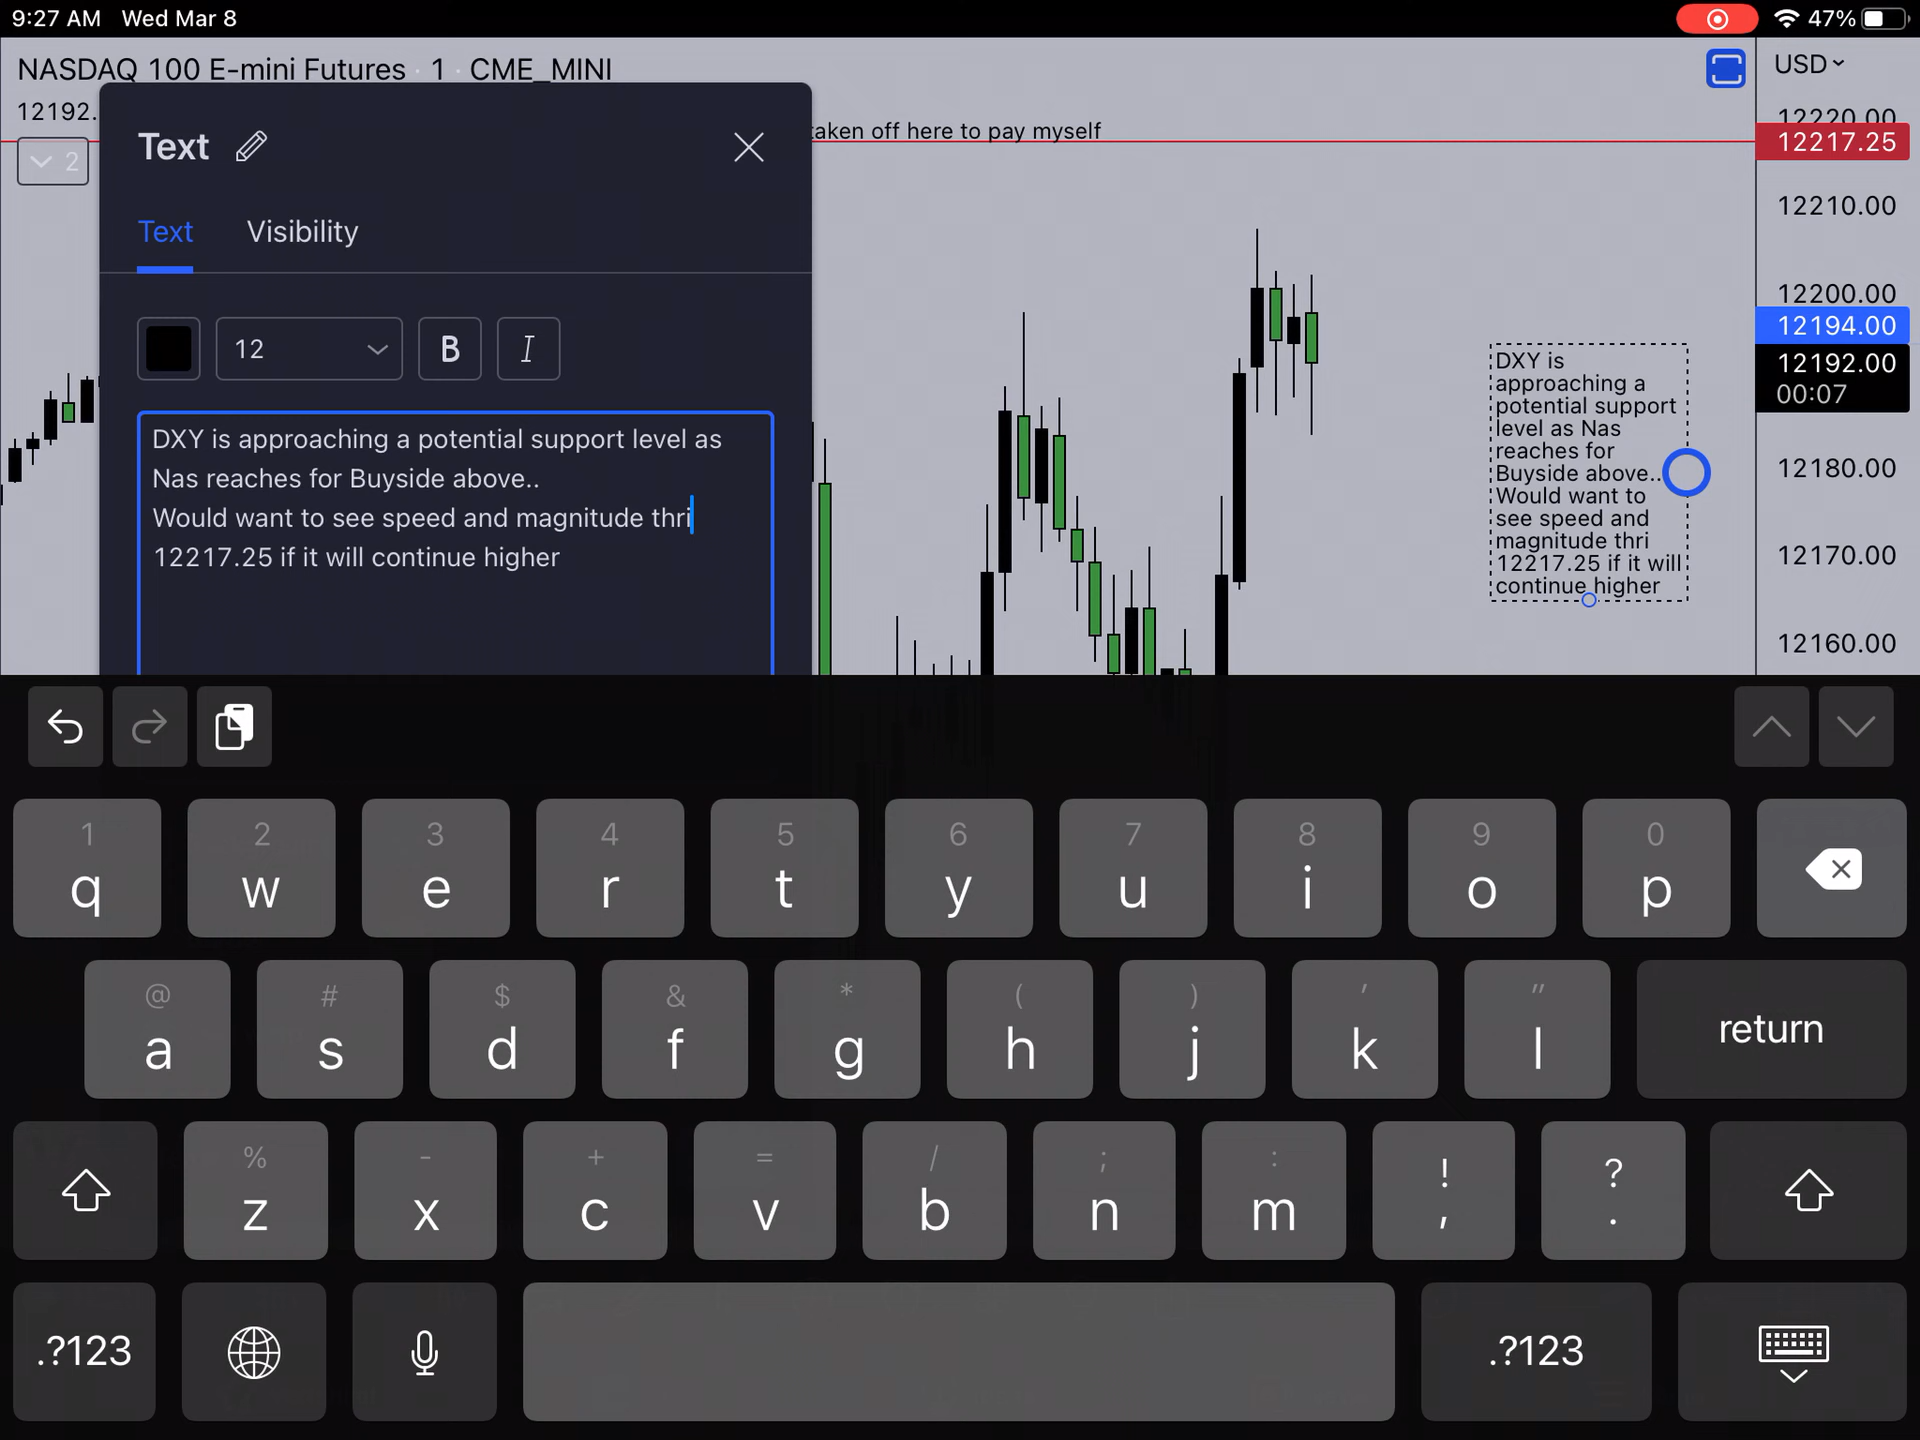 9:27 AM Wed Mar 8
47%
NASDAQ 100 E-mini Futures · 1 · CME_MINI
USD
12192.
2
taken off here to pay myself
12220.00
12217.25
12210.00
12200.00
12194.00
12192.00
00:07
12180.00
12170.00
12160.00
Text
Text Visibility
12 B I
DXY is approaching a potential support level as
Nas reaches for Buyside above..
Would want to see speed and magnitude thri
12217.25 if it will continue higher
DXY is
approaching a
potential support
level as Nas
reaches for
Buyside above..
Would want to
see speed and
magnitude thri
12217.25 if it will
continue higher
1 2 3 4 5 6 7 8 9 0
q w e r t y u i o p
@ # $ & * ( ) ' "
a s d f g h j k l return
% - + = / ; : ! ?
z x c v b n m , .
.?123 .?123